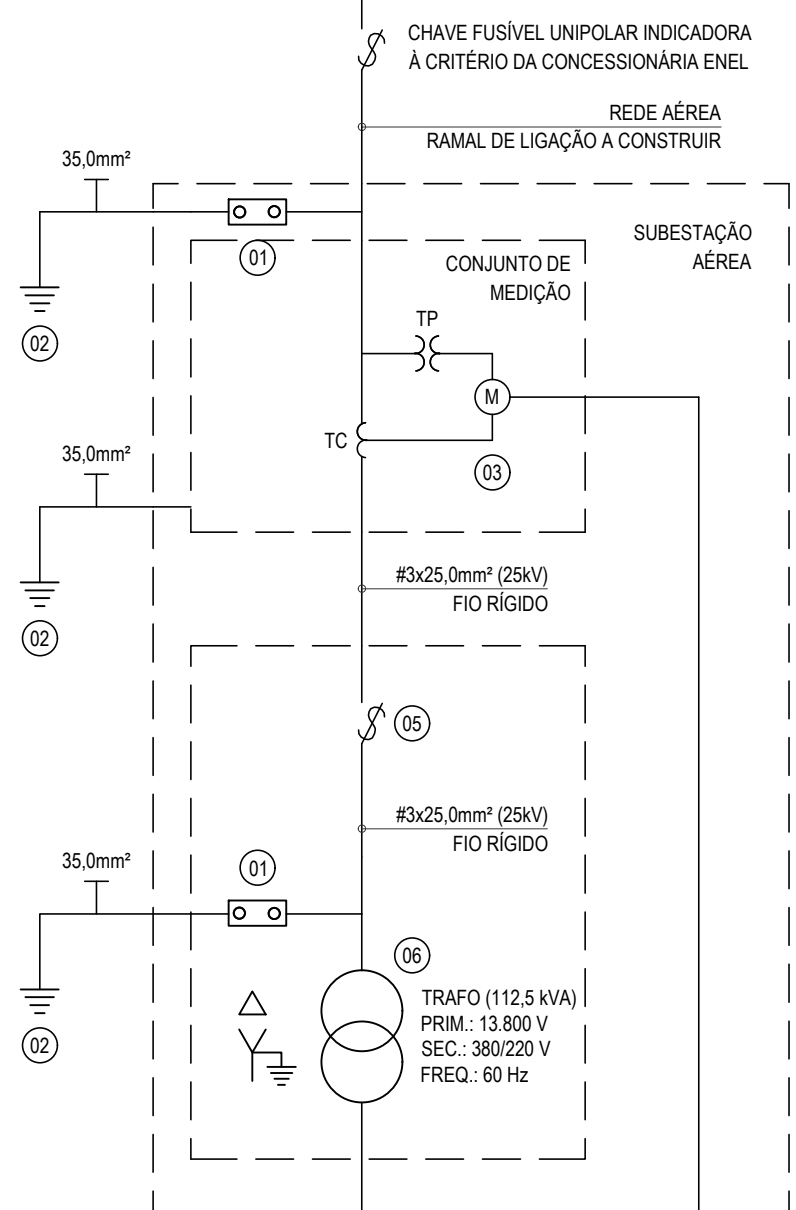 CHAVE FUSÍVEL UNIPOLAR INDICADORA
À CRITÉRIO DA CONCESSIONÁRIA ENEL
REDE AÉREA
RAMAL DE LIGAÇÃO A CONSTRUIR
35,0mm²
01
02
SUBESTAÇÃO
AÉREA
CONJUNTO DE
MEDIÇÃO
TP
M
TC
03
35,0mm²
02
#3x25,0mm² (25kV)
FIO RÍGIDO
05
#3x25,0mm² (25kV)
FIO RÍGIDO
35,0mm²
01
02
06
TRAFO (112,5 kVA)
PRIM.: 13.800 V
SEC.: 380/220 V
FREQ.: 60 Hz